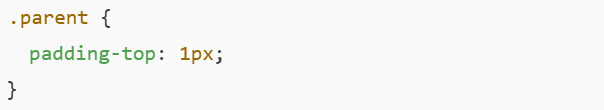 .parent {
  padding-top: 1px;
}